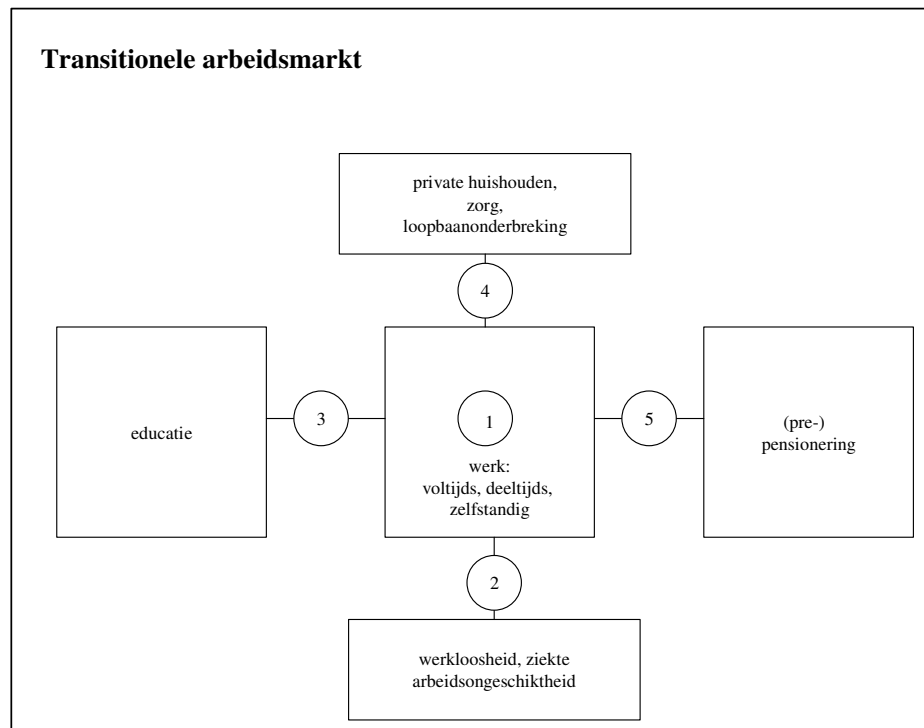 Transitionele arbeidsmarkt
private huishouden,
zorg,
loopbaanonderbreking
4
educatie
3
1
werk:
voltijds, deeltijds,
zelfstandig
5
(pre-)
pensionering
2
werkloosheid, ziekte
arbeidsongeschiktheid